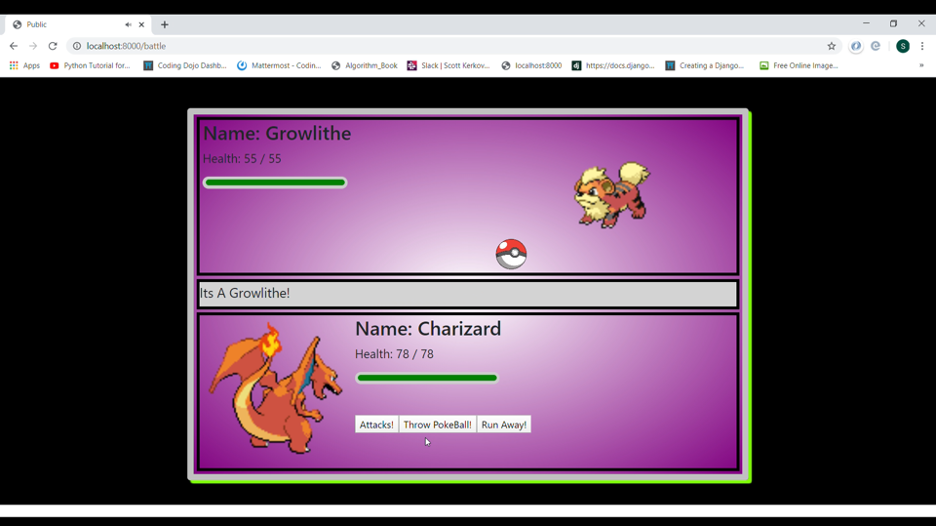 Public
localhost:8000/battle
Apps
Python Tutorial for...
Coding Dojo Dashb...
Mattermost - Codin...
Algorithm_Book
Slack | Scott Kerkov...
localhost:8000
https://docs.django...
Creating a Django...
Free Online Image...
»
S
Name: Growlithe
Health: 55 / 55
Its A Growlithe!
Name: Charizard
Health: 78 / 78
Attacks! Throw PokeBall! Run Away!